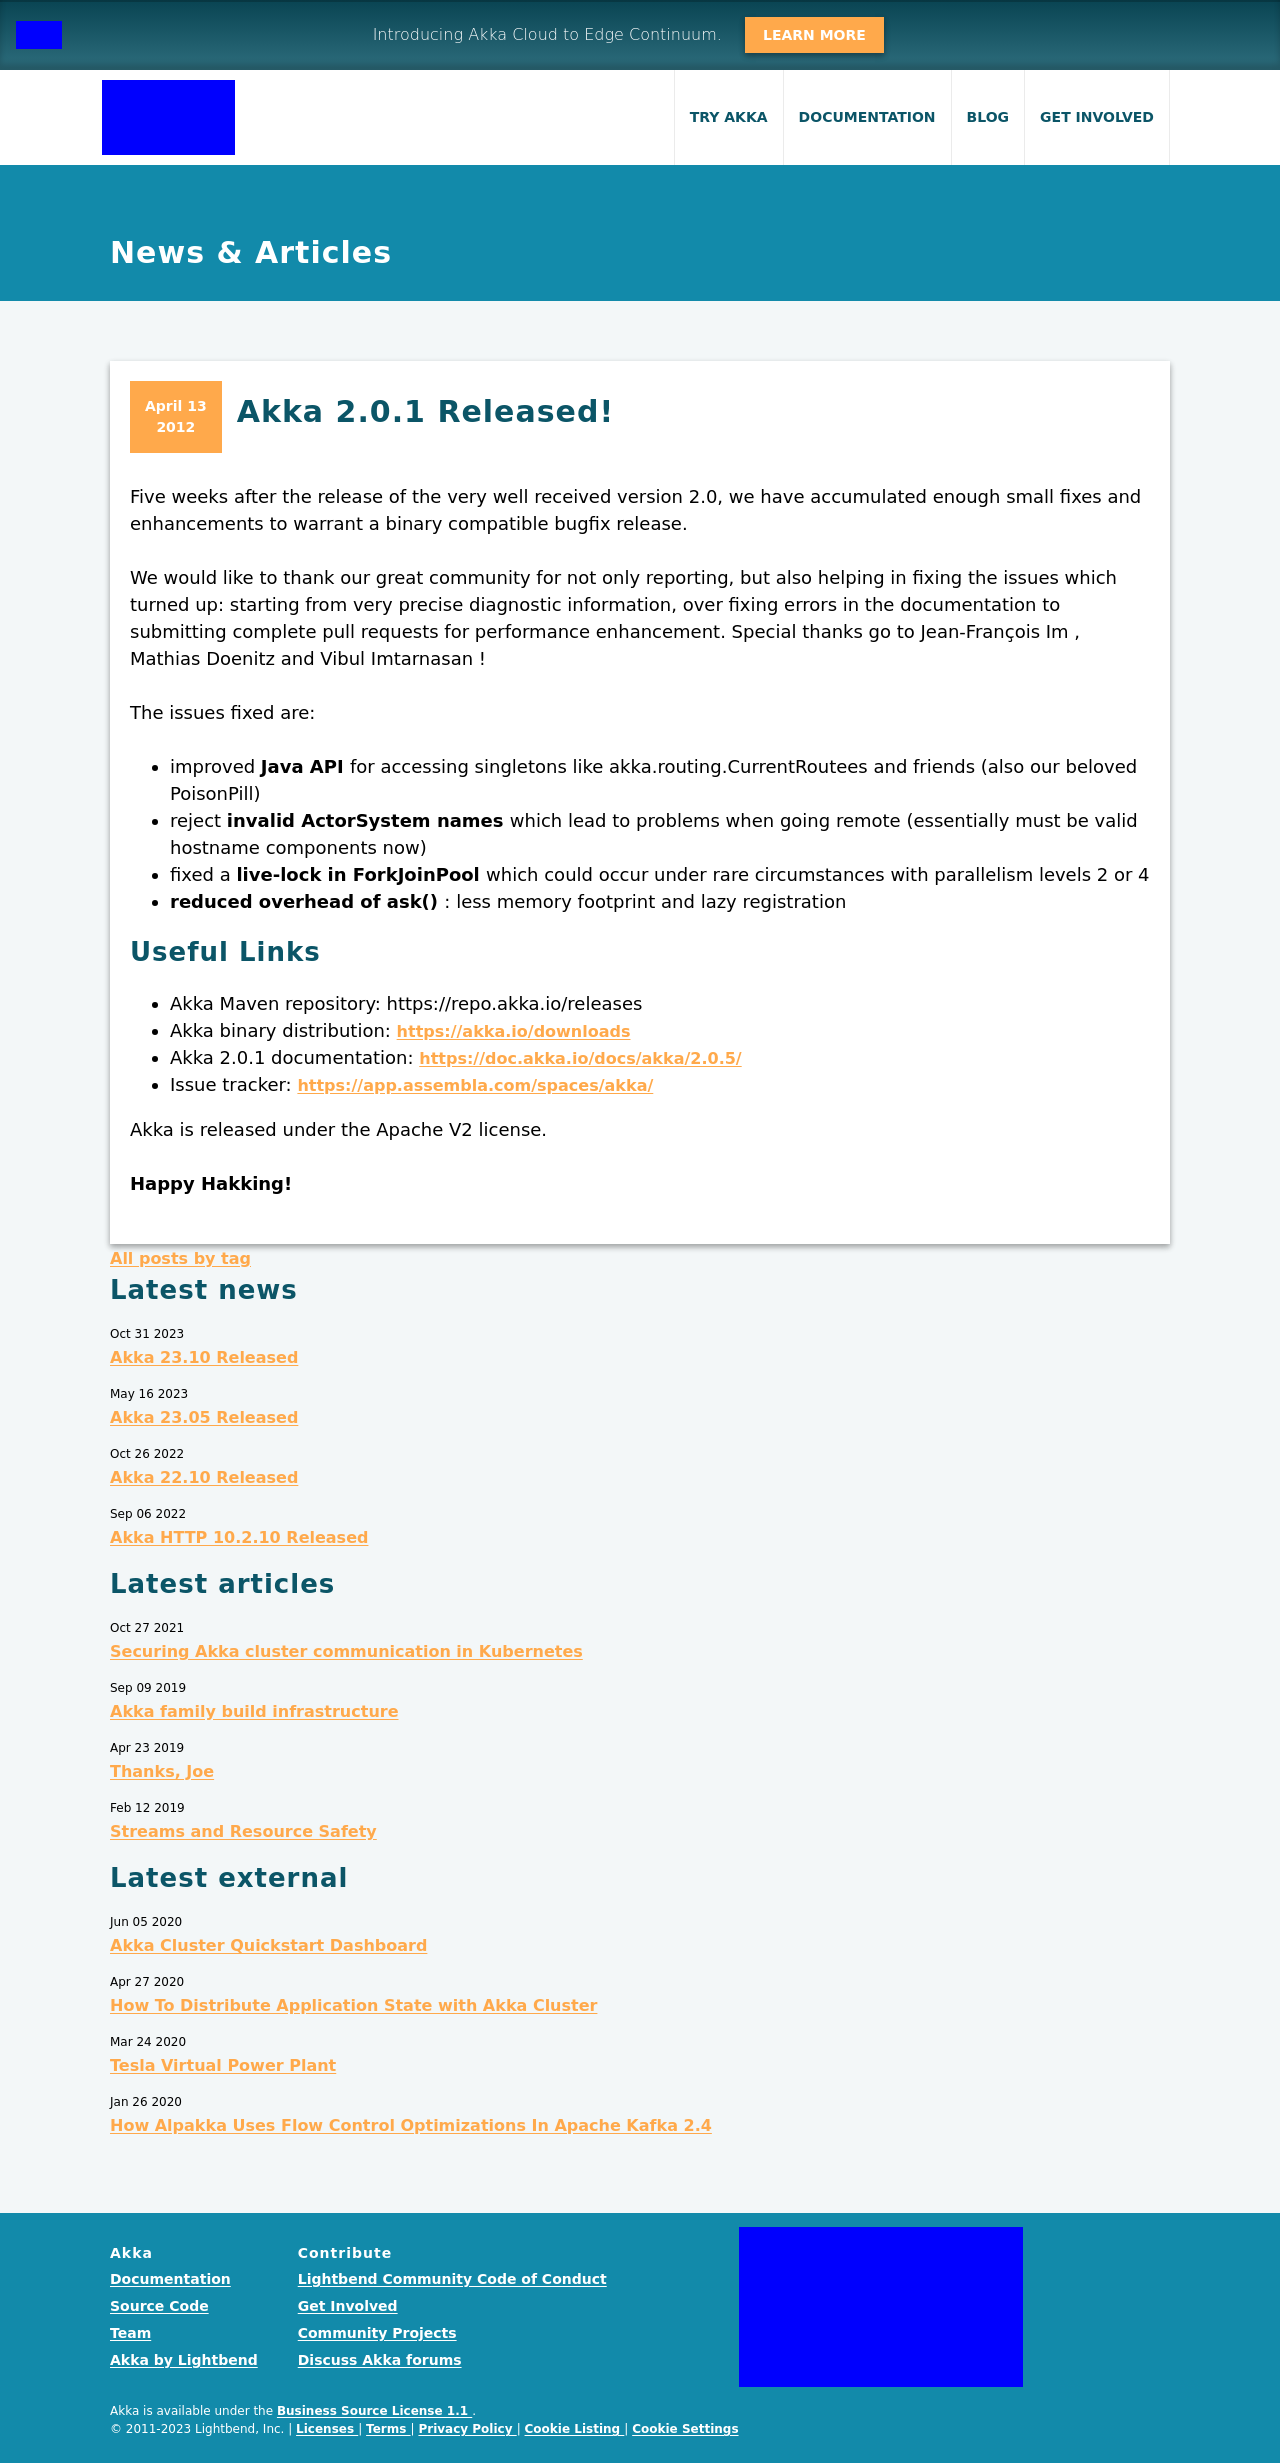 Introducing Akka Cloud to Edge Continuum.
LEARN MORE
TRY AKKA
DOCUMENTATION
BLOG
GET INVOLVED
News & Articles
April 13
2012
Akka 2.0.1 Released!
Five weeks after the release of the very well received version 2.0, we have accumulated enough small fixes and
enhancements to warrant a binary compatible bugfix release.
We would like to thank our great community for not only reporting, but also helping in fixing the issues which
turned up: starting from very precise diagnostic information, over fixing errors in the documentation to
submitting complete pull requests for performance enhancement. Special thanks go to Jean-François Im ,
Mathias Doenitz and Vibul Imtarnasan !
The issues fixed are:
• improved Java API for accessing singletons like akka.routing.CurrentRoutees and friends (also our beloved
PoisonPill)
• reject invalid ActorSystem names which lead to problems when going remote (essentially must be valid
hostname components now)
• fixed a live-lock in ForkJoinPool which could occur under rare circumstances with parallelism levels 2 or 4
• reduced overhead of ask() : less memory footprint and lazy registration
Useful Links
• Akka Maven repository: https://repo.akka.io/releases
• Akka binary distribution: https://akka.io/downloads
• Akka 2.0.1 documentation: https://doc.akka.io/docs/akka/2.0.5/
• Issue tracker: https://app.assembla.com/spaces/akka/
Akka is released under the Apache V2 license.
Happy Hakking!
All posts by tag
Latest news
Oct 31 2023
Akka 23.10 Released
May 16 2023
Akka 23.05 Released
Oct 26 2022
Akka 22.10 Released
Sep 06 2022
Akka HTTP 10.2.10 Released
Latest articles
Oct 27 2021
Securing Akka cluster communication in Kubernetes
Sep 09 2019
Akka family build infrastructure
Apr 23 2019
Thanks, Joe
Feb 12 2019
Streams and Resource Safety
Latest external
Jun 05 2020
Akka Cluster Quickstart Dashboard
Apr 27 2020
How To Distribute Application State with Akka Cluster
Mar 24 2020
Tesla Virtual Power Plant
Jan 26 2020
How Alpakka Uses Flow Control Optimizations In Apache Kafka 2.4
Akka
Documentation
Source Code
Team
Akka by Lightbend
Contribute
Lightbend Community Code of Conduct
Get Involved
Community Projects
Discuss Akka forums
Akka is available under the Business Source License 1.1 .
© 2011-2023 Lightbend, Inc. | Licenses | Terms | Privacy Policy | Cookie Listing | Cookie Settings